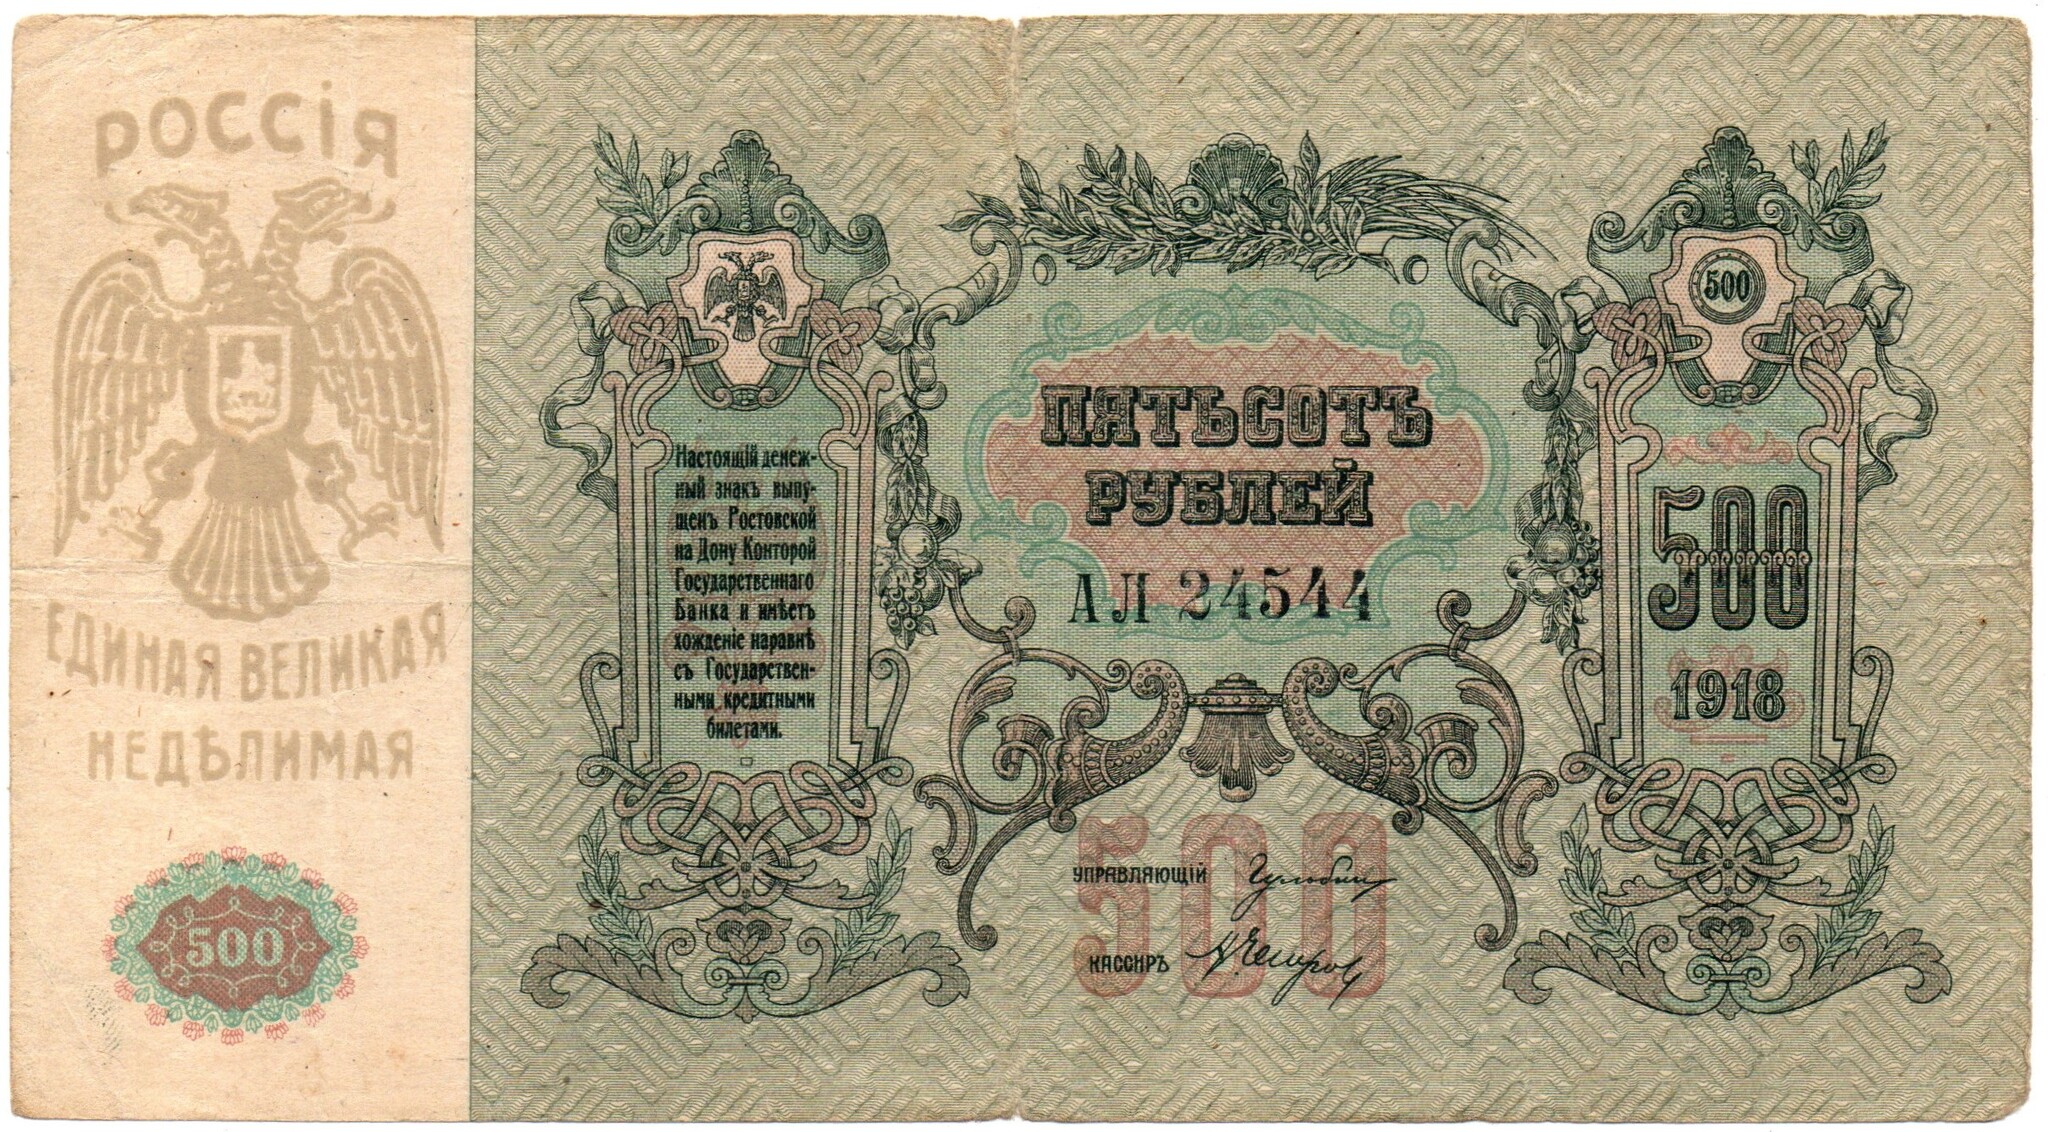 РОССІЯ
ЕДИНАЯ ВЕЛИКАЯ
НЕДѢЛИМАЯ
500
Настоящій денеж-
ный знакъ выпу-
щенъ Ростовской
на Дону Конторой
Государственнаго
Банка и имѣетъ
хожденіе наравнѣ
съ Государствен-
ными кредитными
билетами.
ПЯТЬСОТЪ
РУБЛЕЙ
АЛ 24544
500
УПРАВЛЯЮЩІЙ
КАССИРЪ
500
500
1918